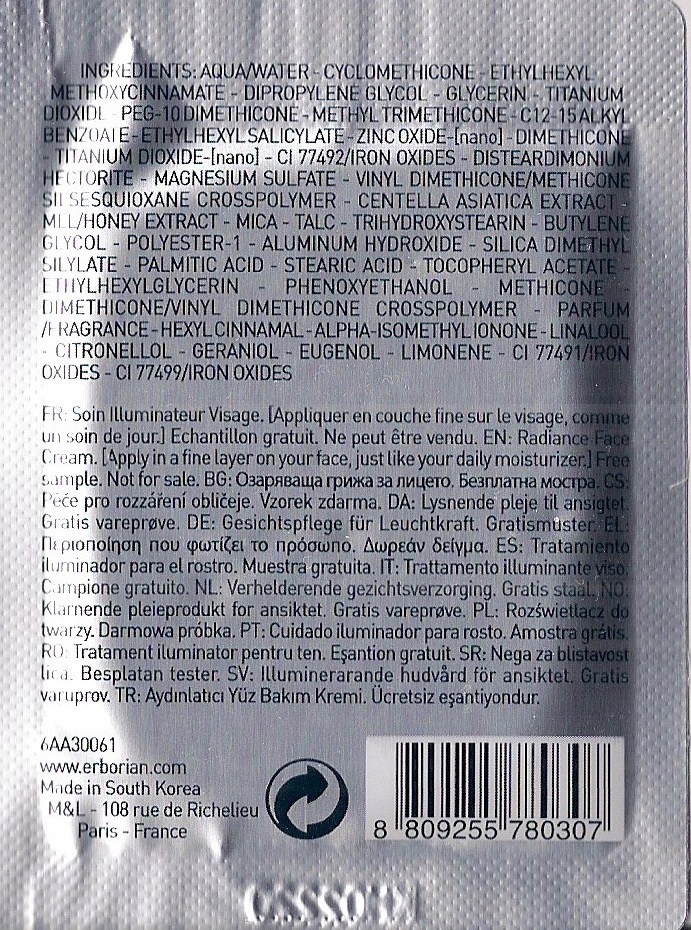 INGREDIENTS: AQUA/WATER - CYCLOMETHICONE - ETHYLHEXYL
METHOXYCINNAMATE - DIPROPYLENE GLYCOL - GLYCERIN - TITANIUM
DIOXIDE - PEG-10 DIMETHICONE - METHYL TRIMETHICONE - C12-15 ALKYL
BENZOATE - ETHYLHEXYL SALICYLATE - ZINC OXIDE-[nano] - DIMETHICONE
- TITANIUM DIOXIDE-[nano] - CI 77492/IRON OXIDES - DISTEARDIMONIUM
HECTORITE - MAGNESIUM SULFATE - VINYL DIMETHICONE/METHICONE
SILSESQUIOXANE CROSSPOLYMER - CENTELLA ASIATICA EXTRACT -
MEL/HONEY EXTRACT - MICA - TALC - TRIHYDROXYSTEARIN - BUTYLENE
GLYCOL - POLYESTER-1 - ALUMINUM HYDROXIDE - SILICA DIMETHYL
SILYLATE - PALMITIC ACID - STEARIC ACID - TOCOPHERYL ACETATE -
ETHYLHEXYLGLYCERIN - PHENOXYETHANOL - METHICONE -
DIMETHICONE/VINYL DIMETHICONE CROSSPOLYMER - PARFUM
/FRAGRANCE - HEXYL CINNAMAL - ALPHA-ISOMETHYL IONONE - LINALOOL
- CITRONELLOL - GERANIOL - EUGENOL - LIMONENE - CI 77491/IRON
OXIDES - CI 77499/IRON OXIDES
FR: Soin Illuminateur Visage. [Appliquer en couche fine sur le visage, comme
un soin de jour.] Echantillon gratuit. Ne peut être vendu. EN: Radiance Face
Cream. [Apply in a fine layer on your face, just like your daily moisturizer.] Free
sample. Not for sale. BG: Озаряваща грижа за лицето. Безплатна мостра. CS:
Péče pro rozzáření obličeje. Vzorek zdarma. DA: Lysnende pleje til ansigtet.
Gratis vareprøve. DE: Gesichtspflege für Leuchtkraft. Gratismuster. EL:
Περιποίηση που φωτίζει το πρόσωπο. Δωρεάν δείγμα. ES: Tratamiento
iluminador para el rostro. Muestra gratuita. IT: Trattamento illuminante viso.
Campione gratuito. NL: Verhelderende gezichtsverzorging. Gratis staal. NO:
Klarnende pleieprodukt for ansiktet. Gratis vareprøve. PL: Rozświetlacz do
twarzy. Darmowa próbka. PT: Cuidado iluminador para rosto. Amostra grátis.
RO: Tratament iluminator pentru ten. Eşantion gratuit. SR: Nega za blistavost
lica. Besplatan tester. SV: Illuminerarande hudvård för ansiktet. Gratis
varuprov. TR: Aydınlatıcı Yüz Bakım Kremi. Ücretsiz eşantiyondur.
6AA30061
www.erborian.com
Made in South Korea
M&L - 108 rue de Richelieu
Paris - France
8 809255 780307